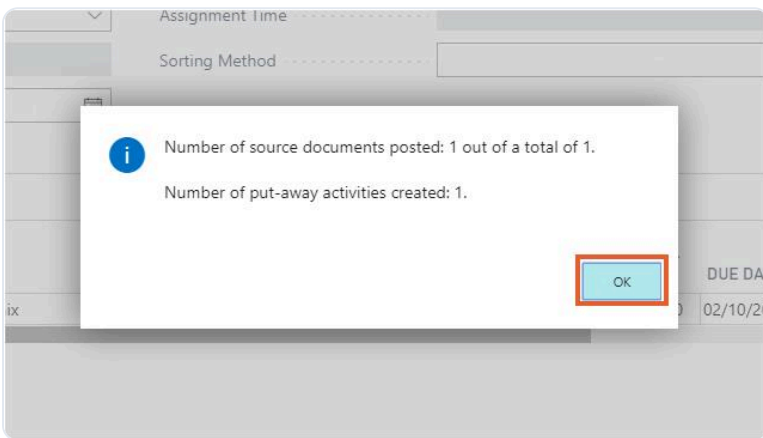 Assignment Time
Sorting Method
Number of source documents posted: 1 out of a total of 1.
Number of put-away activities created: 1.
OK
DUE DA
ix
02/10/2